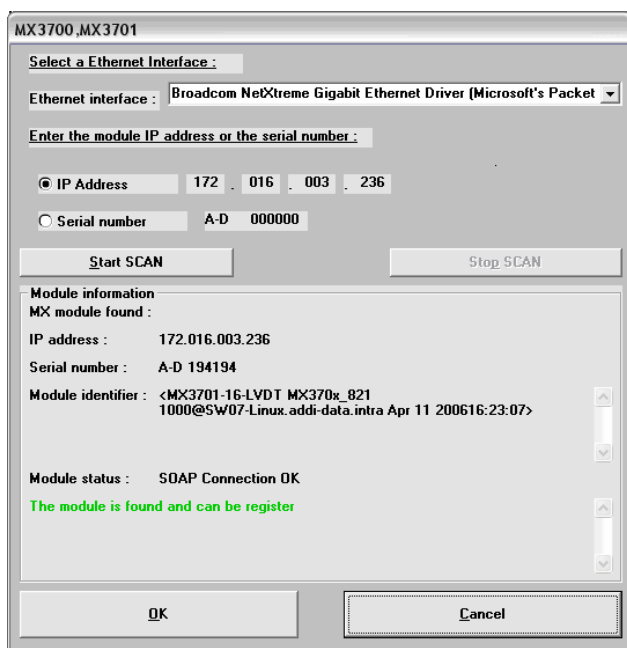 MX3700,MX3701
Select a Ethernet Interface :
Ethernet interface : Broadcom NetXtreme Gigabit Ethernet Driver (Microsoft's Packet
Enter the module IP address or the serial number :
IP Address 172 . 016 . 003 . 236
Serial number A-D 000000
Start SCAN Stop SCAN
Module information
MX module found :
IP address : 172.016.003.236
Serial number : A-D 194194
Module identifier : <MX3701-16-LVDT MX370x_821
1000@SW07-Linux.addi-data.intra Apr 11 200616:23:07>
Module status : SOAP Connection OK
The module is found and can be register
OK Cancel